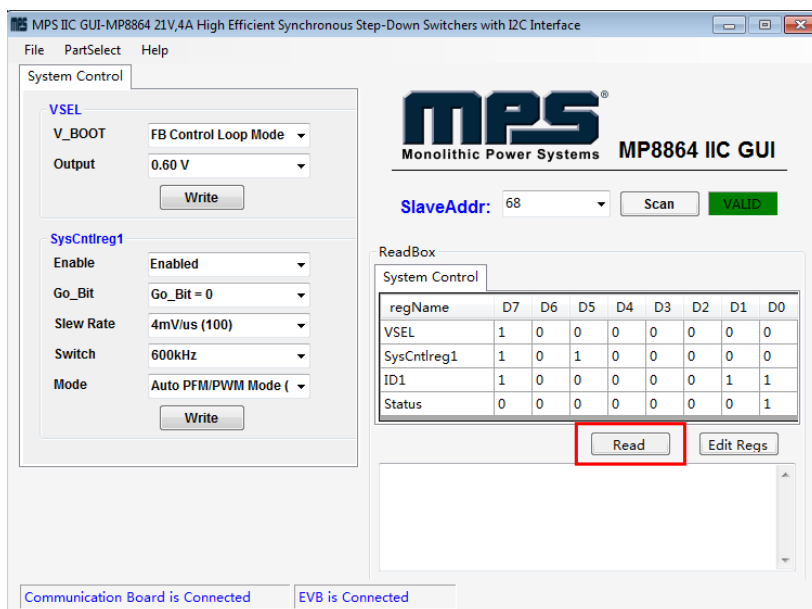 MPS IIC GUI-MP8864 21V,4A High Efficient Synchronous Step-Down Switchers with I2C Interface
File PartSelect Help
System Control
VSEL
V_BOOT FB Control Loop Mode
Output 0.60 V
Write
SysCntlreg1
Enable Enabled
Go_Bit Go_Bit = 0
Slew Rate 4mV/us (100)
Switch 600kHz
Mode Auto PFM/PWM Mode (
Write
mps®
Monolithic Power Systems MP8864 IIC GUI
SlaveAddr: 68 Scan VALID
ReadBox
System Control
regName D7 D6 D5 D4 D3 D2 D1 D0
VSEL 1 0 0 0 0 0 0 0
SysCntlreg1 1 0 1 0 0 0 0 0
ID1 1 0 0 0 0 0 1 1
Status 0 0 0 0 0 0 0 1
Read Edit Regs
Communication Board is Connected EVB is Connected